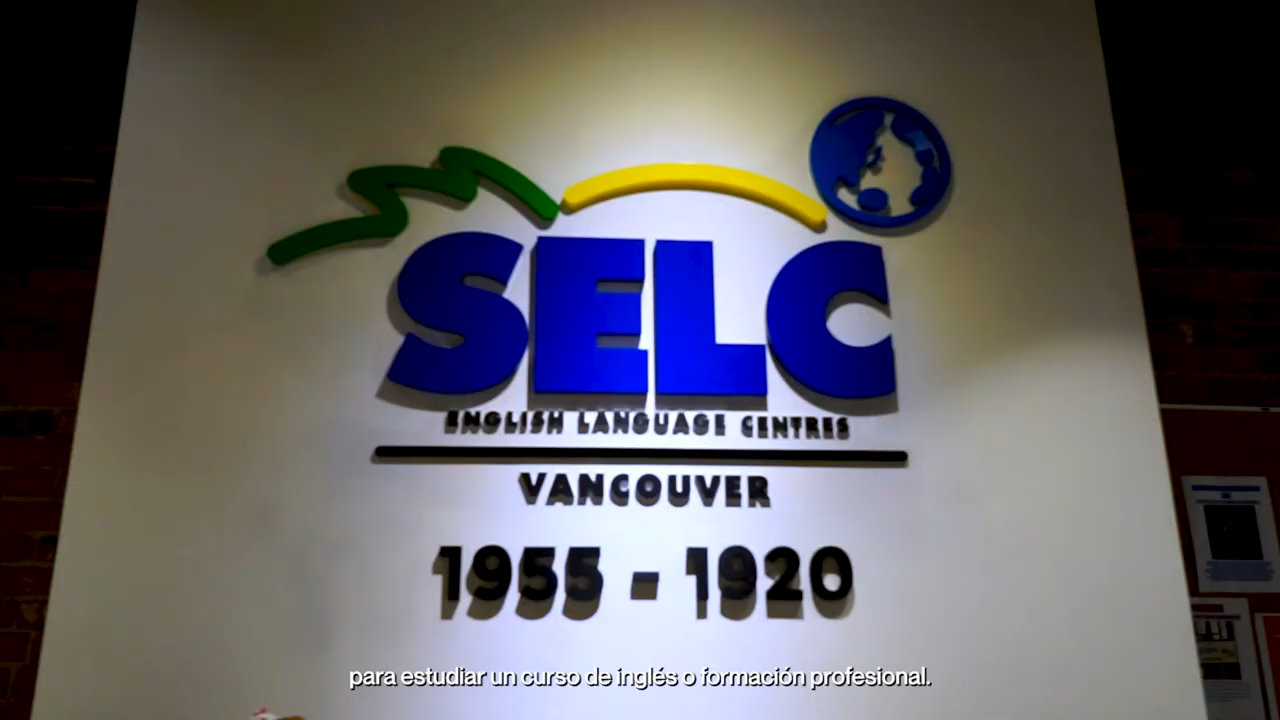 SELC
ENGLISH LANGUAGE CENTRES
VANCOUVER
1955 - 1920
para estudiar un curso de inglés o formación profesional.